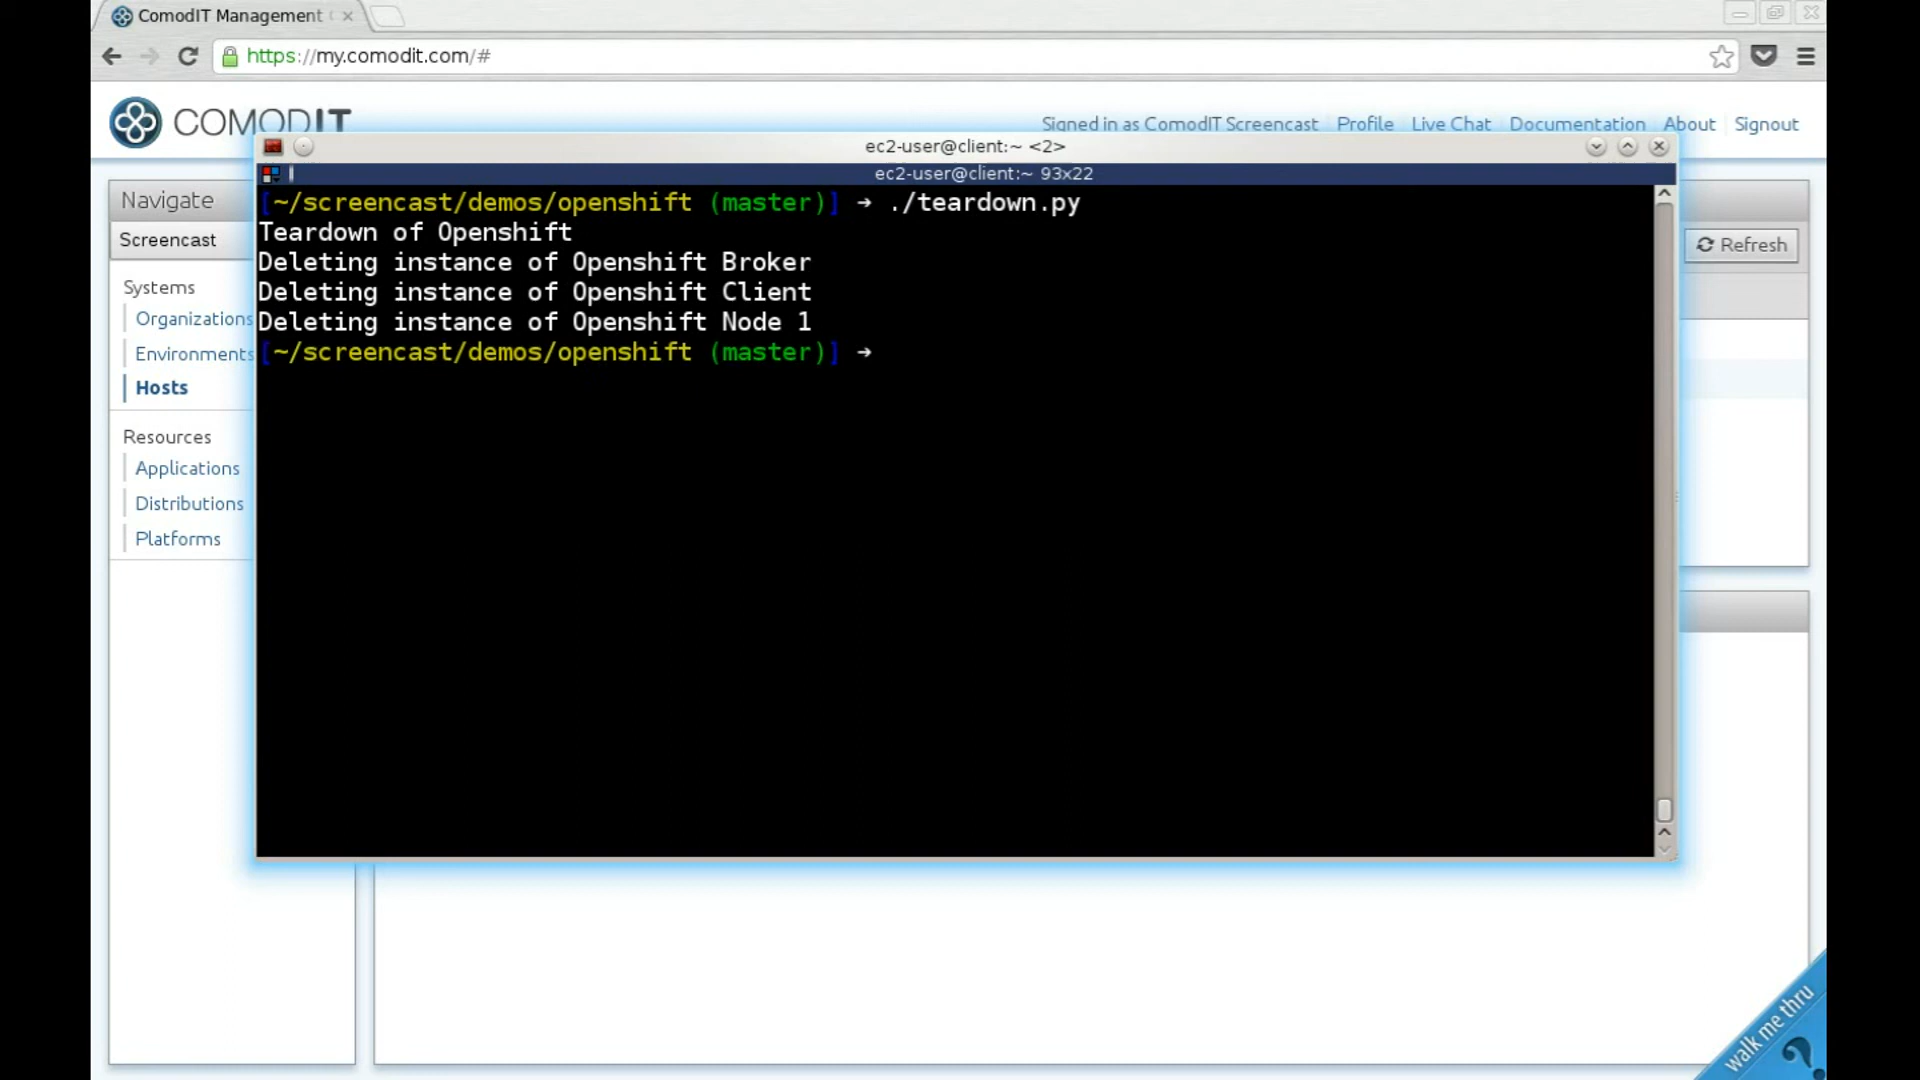 ComodIT Management
https://my.comodit.com/#
COMODIT
Signed in as ComodIT Screencast Profile Live Chat Documentation About Signout
ec2-user@client:~ <2>
ec2-user@client:~ 93x22
Navigate
Screencast
Systems
Organizations
Environments
Hosts
Resources
Applications
Distributions
Platforms
Refresh
[~/screencast/demos/openshift (master)] → ./teardown.py
Teardown of Openshift
Deleting instance of Openshift Broker
Deleting instance of Openshift Client
Deleting instance of Openshift Node 1
[~/screencast/demos/openshift (master)] →
walk me thru
?